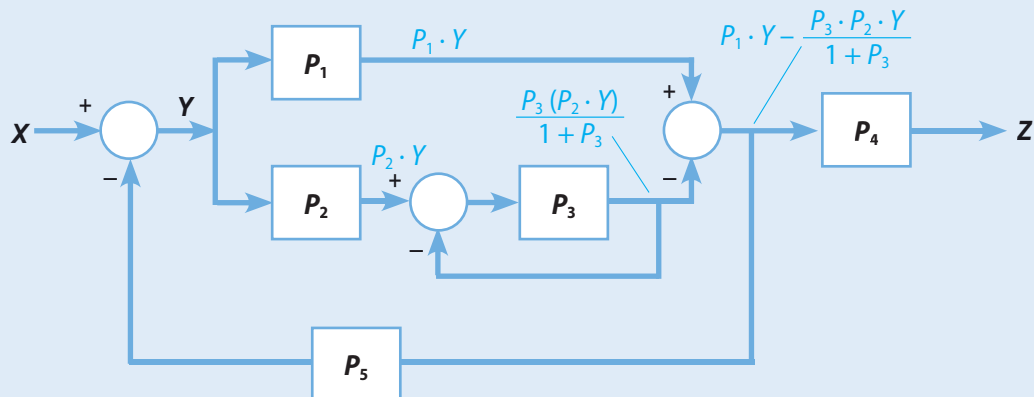 P₁ · Y
P₁ · Y – P₃ · P₂ · Y / 1 + P₃
P₁
+
+
Y
P₃ (P₂ · Y) / 1 + P₃
X
P₄
Z
–
P₂ · Y
+
–
P₂
P₃
–
P₅